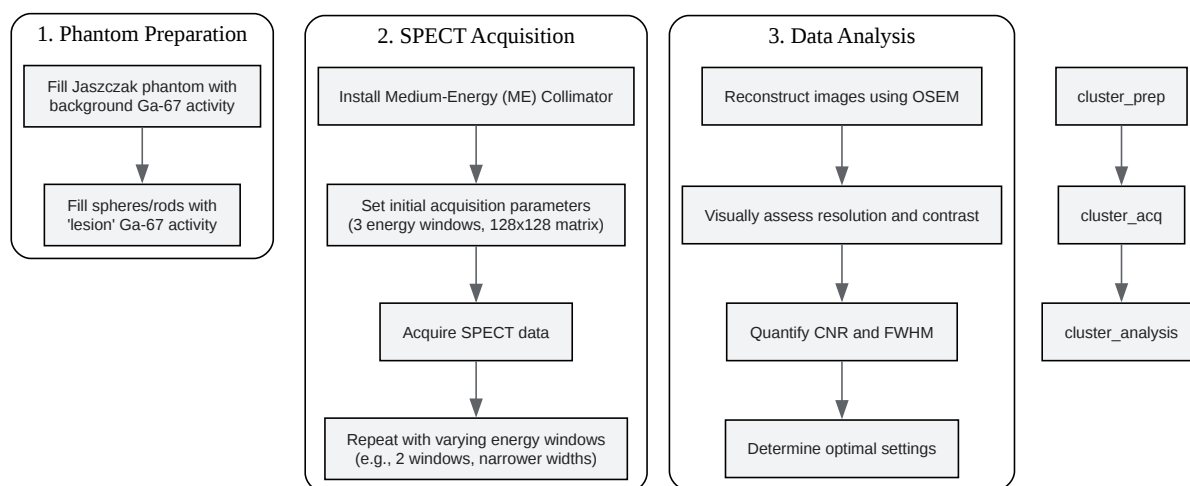 1. Phantom Preparation
Fill Jaszczak phantom with
background Ga-67 activity
Fill spheres/rods with
'lesion' Ga-67 activity
2. SPECT Acquisition
Install Medium-Energy (ME) Collimator
Set initial acquisition parameters
(3 energy windows, 128x128 matrix)
Acquire SPECT data
Repeat with varying energy windows
(e.g., 2 windows, narrower widths)
3. Data Analysis
Reconstruct images using OSEM
Visually assess resolution and contrast
Quantify CNR and FWHM
Determine optimal settings
cluster_prep
cluster_acq
cluster_analysis